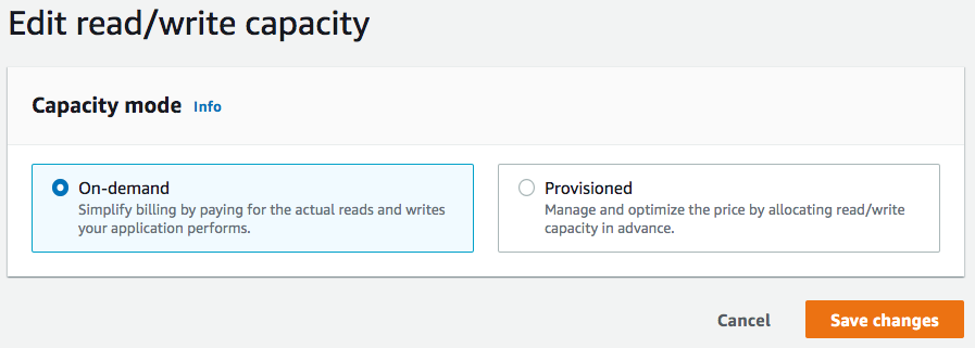 Edit read/write capacity
Capacity mode Info
On-demand
Simplify billing by paying for the actual reads and writes
your application performs.
Provisioned
Manage and optimize the price by allocating read/write
capacity in advance.
Cancel Save changes